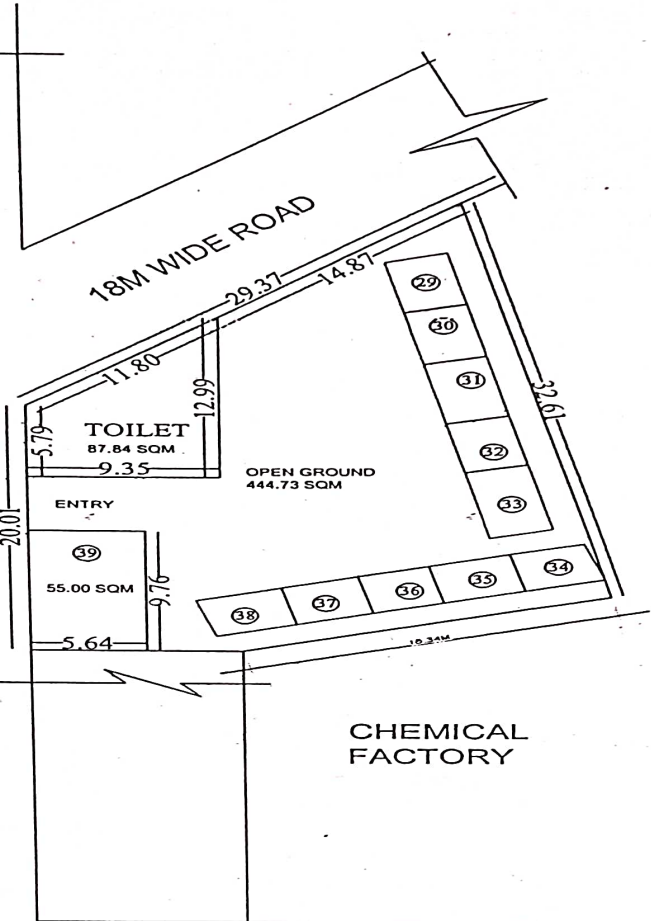 18M WIDE ROAD
29.37
14.87
11.80
12.99
5.79
TOILET
87.84 SQM
9.35
ENTRY
OPEN GROUND
444.73 SQM
32.61
20.01
29
30
31
32
33
34
35
36
37
38
39
55.00 SQM
9.76
5.64
CHEMICAL
FACTORY